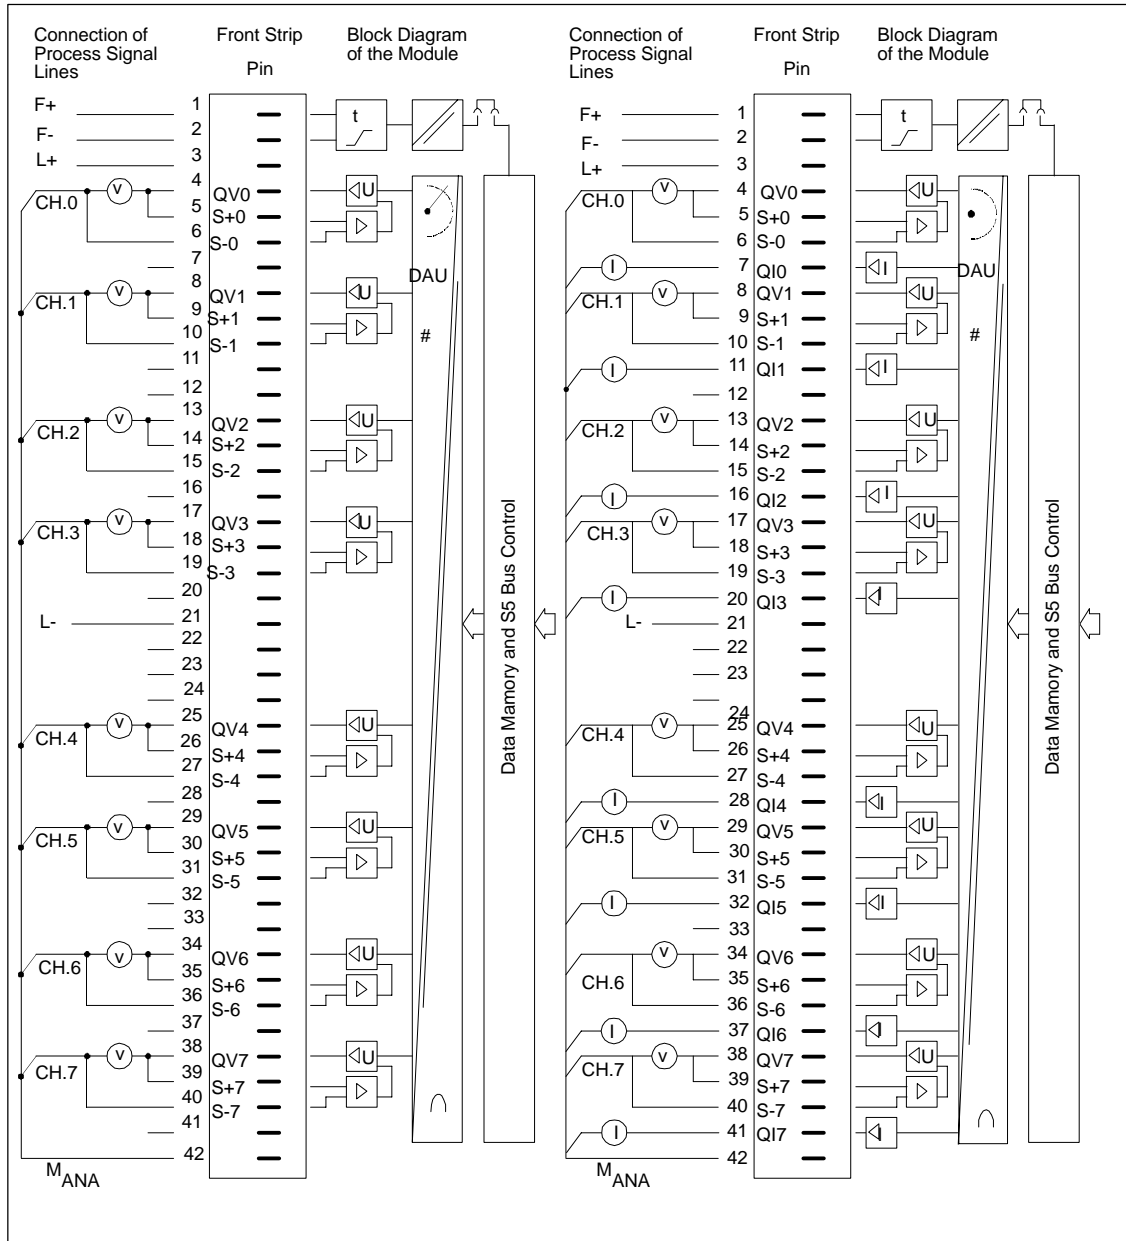 Connection of Process Signal Lines
Front Strip
Pin
Block Diagram of the Module
F+ 1
F- 2
L+ 3
4 QV0 U
CH.0
5 S+0
6 S-0
7
8 QV1 U
DAU
CH.1
9 S+1
10 S-1
#
11
12
13 QV2 U
CH.2
14 S+2
15 S-2
16
17 QV3 U
CH.3
18 S+3
19 S-3
20
L- 21
22
23
24
25 QV4 U
CH.4
26 S+4
27 S-4
28
29 QV5 U
CH.5
30 S+5
31 S-5
32
33
34 QV6 U
CH.6
35 S+6
36 S-6
37
38 QV7 U
CH.7
39 S+7
40 S-7
41
42
MANA
t
V
V
V
V
V
V
V
V
Data Mamory and S5 Bus Control
Connection of Process Signal Lines
Front Strip
Pin
Block Diagram of the Module
F+ 1
F- 2
L+ 3
t
CH.0 V 4 QV0 U
5 S+0
6 S-0
I 7 QI0 I
DAU
CH.1 V 8 QV1 U
9 S+1
10 S-1
#
I 11 QI1 I
12
CH.2 V 13 QV2 U
14 S+2
15 S-2
I 16 QI2 I
CH.3 V 17 QV3 U
18 S+3
19 S-3
I 20 QI3 I
L- 21
22
23
24
CH.4 V 25 QV4 U
26 S+4
27 S-4
I 28 QI4 I
CH.5 V 29 QV5 U
30 S+5
31 S-5
I 32 QI5 I
33
CH.6 V 34 QV6 U
35 S+6
36 S-6
I 37 QI6 I
CH.7 V 38 QV7 U
39 S+7
40 S-7
I 41 QI7 I
42
MANA
Data Mamory and S5 Bus Control